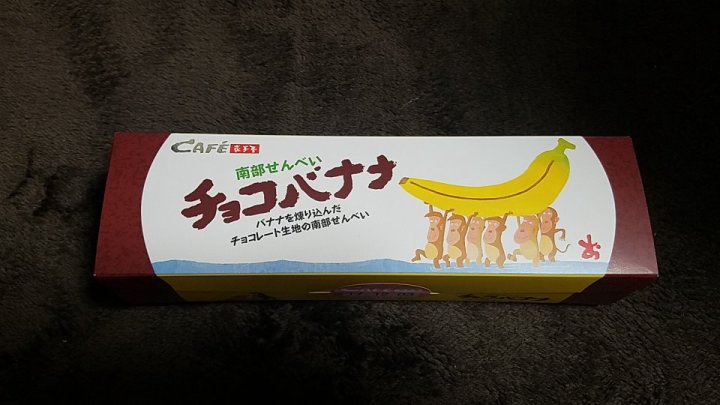 CAFÉ
南部せんべい
チョコバナナ
バナナを煉り込んだ
チョコレート生地の南部せんべい